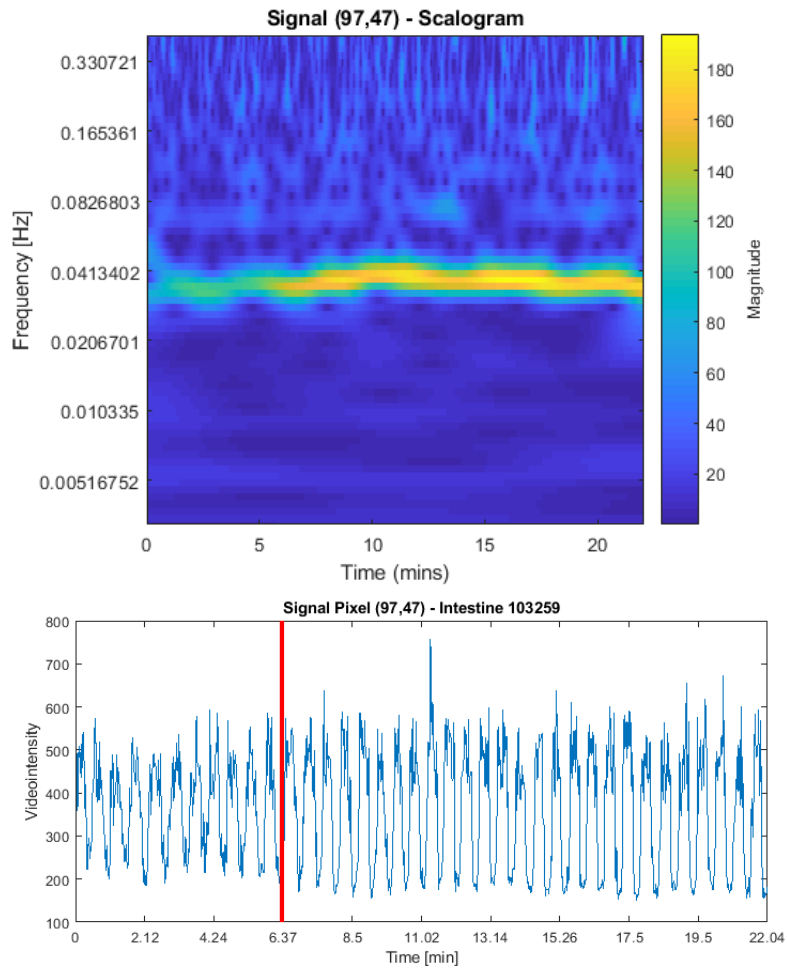 Signal (97,47) - Scalogram
0.330721
0.165361
0.0826803
0.0413402
0.0206701
0.010335
0.00516752
Frequency [Hz]
0 5 10 15 20
Time (mins)
180
160
140
120
100
80
60
40
20
Magnitude
Signal Pixel (97,47) - Intestine 103259
800
700
600
500
400
300
200
100
Videointensity
0 2.12 4.24 6.37 8.5 11.02 13.14 15.26 17.5 19.5 22.04
Time [min]